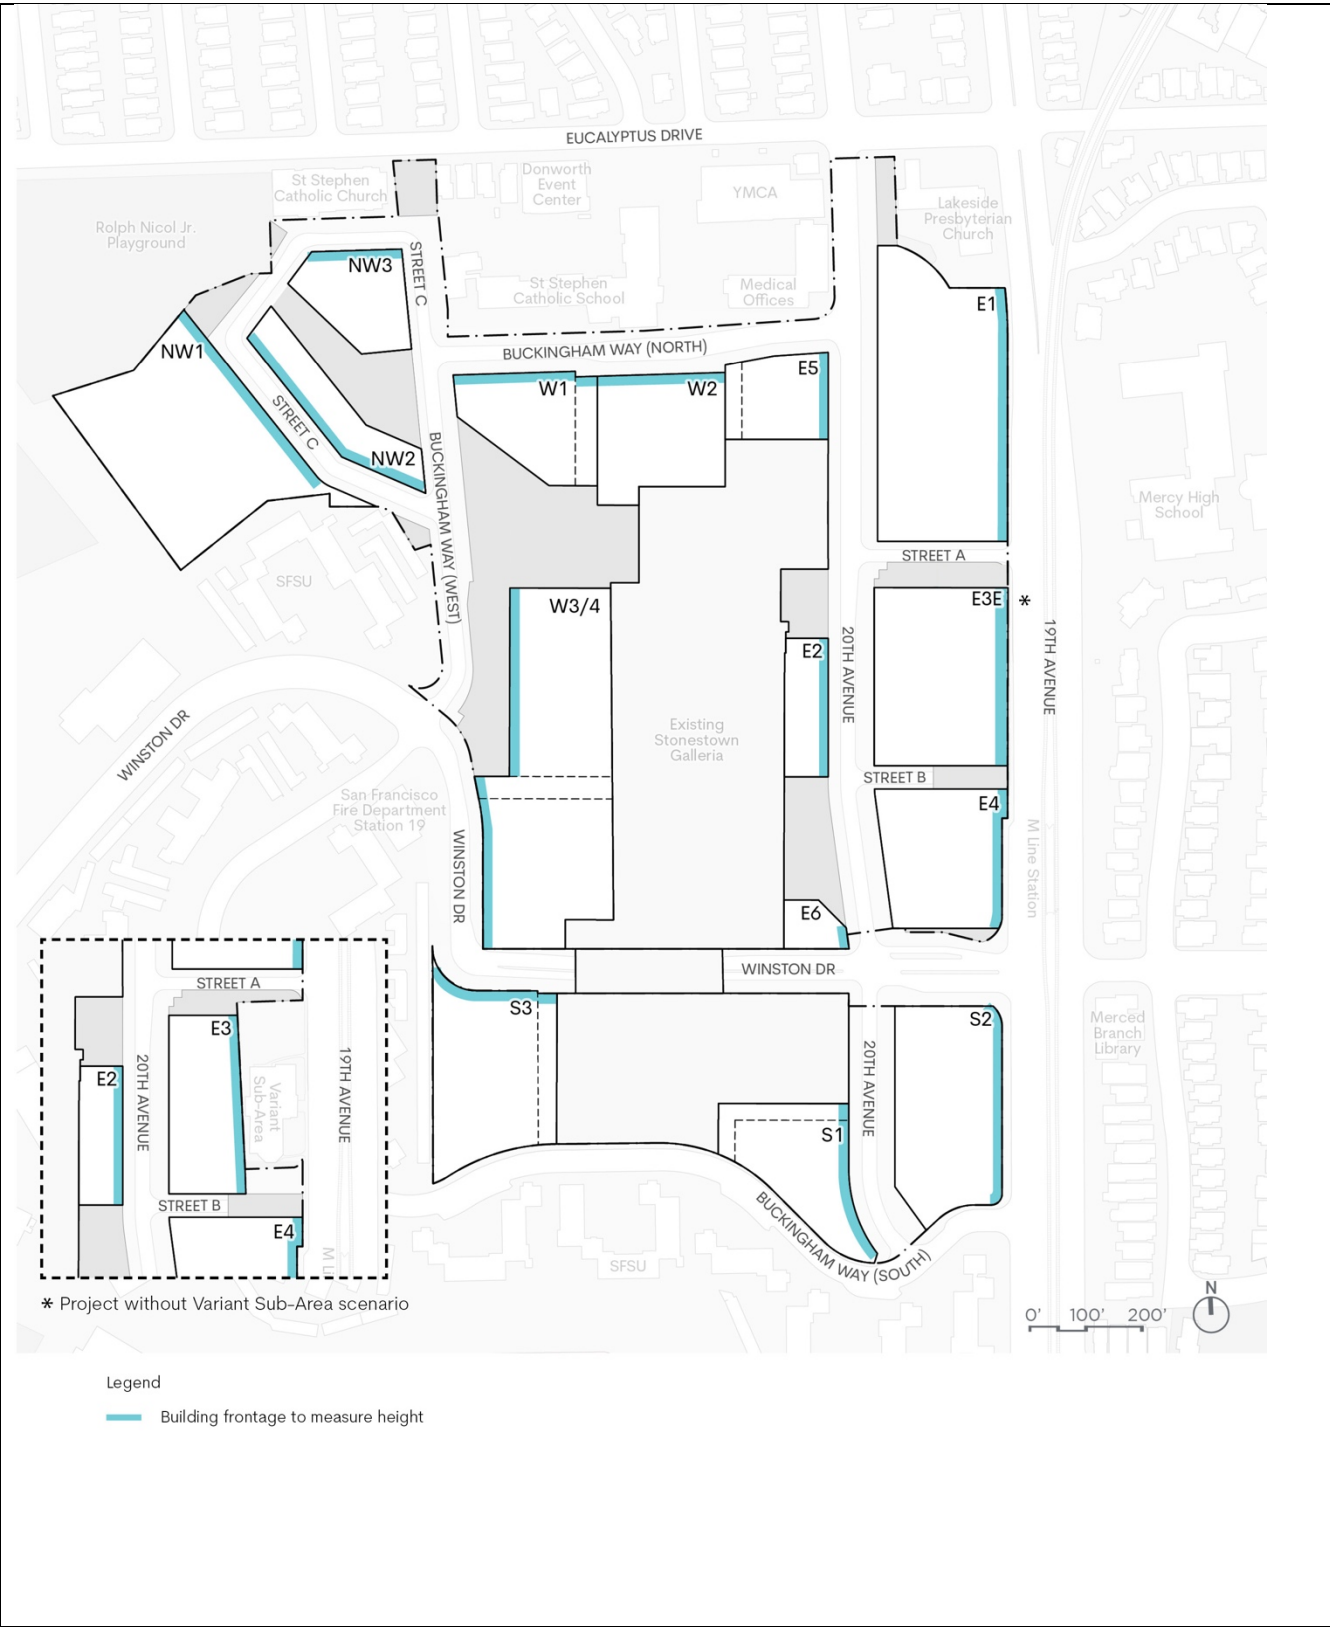 EUCALYPTUS DRIVE
St Stephen
Catholic Church
Donworth
Event
Center
YMCA
Lakeside
Presbyterian
Church
Rolph Nicol Jr.
Playground
NW3
STREET C
St Stephen
Catholic School
Medical
Offices
E1
NW1
BUCKINGHAM WAY (NORTH)
W1
W2
E5
STREET C
NW2
BUCKINGHAM WAY (WEST)
Mercy High
School
STREET A
SFSU
W3/4
E3E
*
E2
20TH AVENUE
19TH AVENUE
WINSTON DR
Existing
Stonestown
Galleria
STREET B
San Francisco
Fire Department
Station 19
E4
WINSTON DR
M Line Station
E6
WINSTON DR
STREET A
S3
S2
Merced
Branch
Library
E3
E2
20TH AVENUE
Variant
Sub-Area
19TH AVENUE
20TH AVENUE
S1
STREET B
E4
M Li
BUCKINGHAM WAY (SOUTH)
SFSU
* Project without Variant Sub-Area scenario
N
0' 100' 200'
Legend
Building frontage to measure height